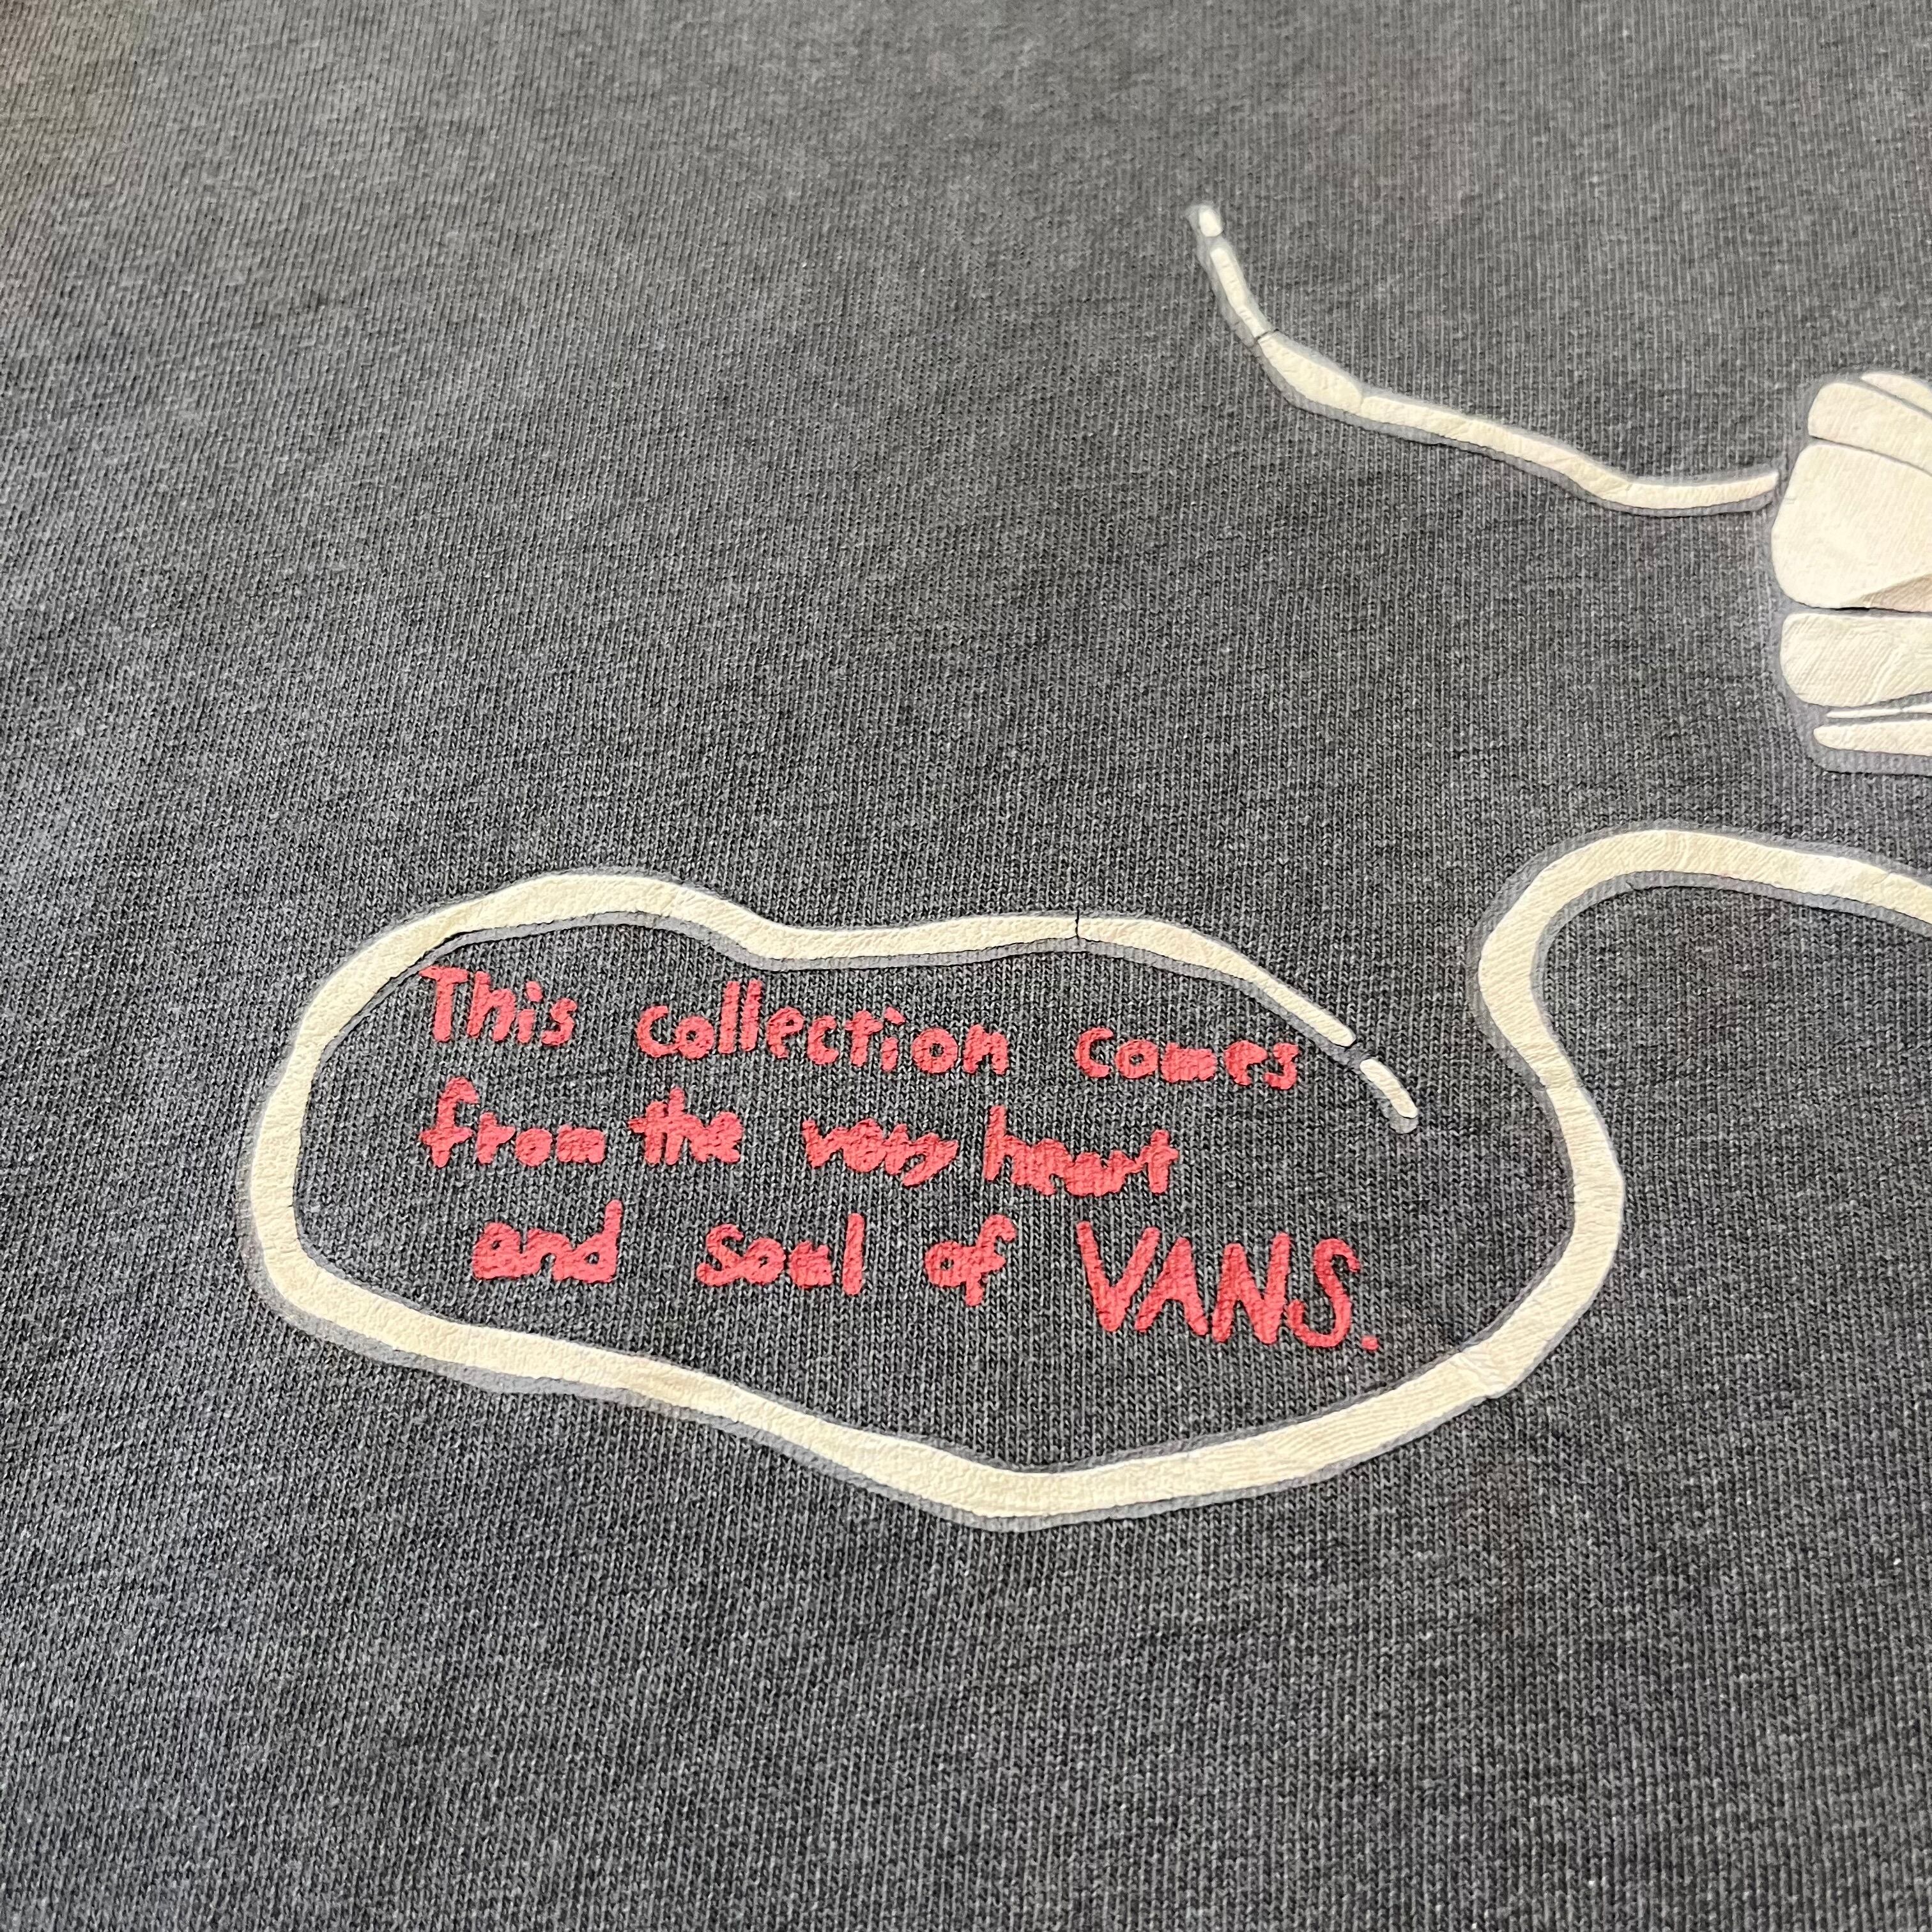 This collection comes
from the very heart
and soul of VANS.